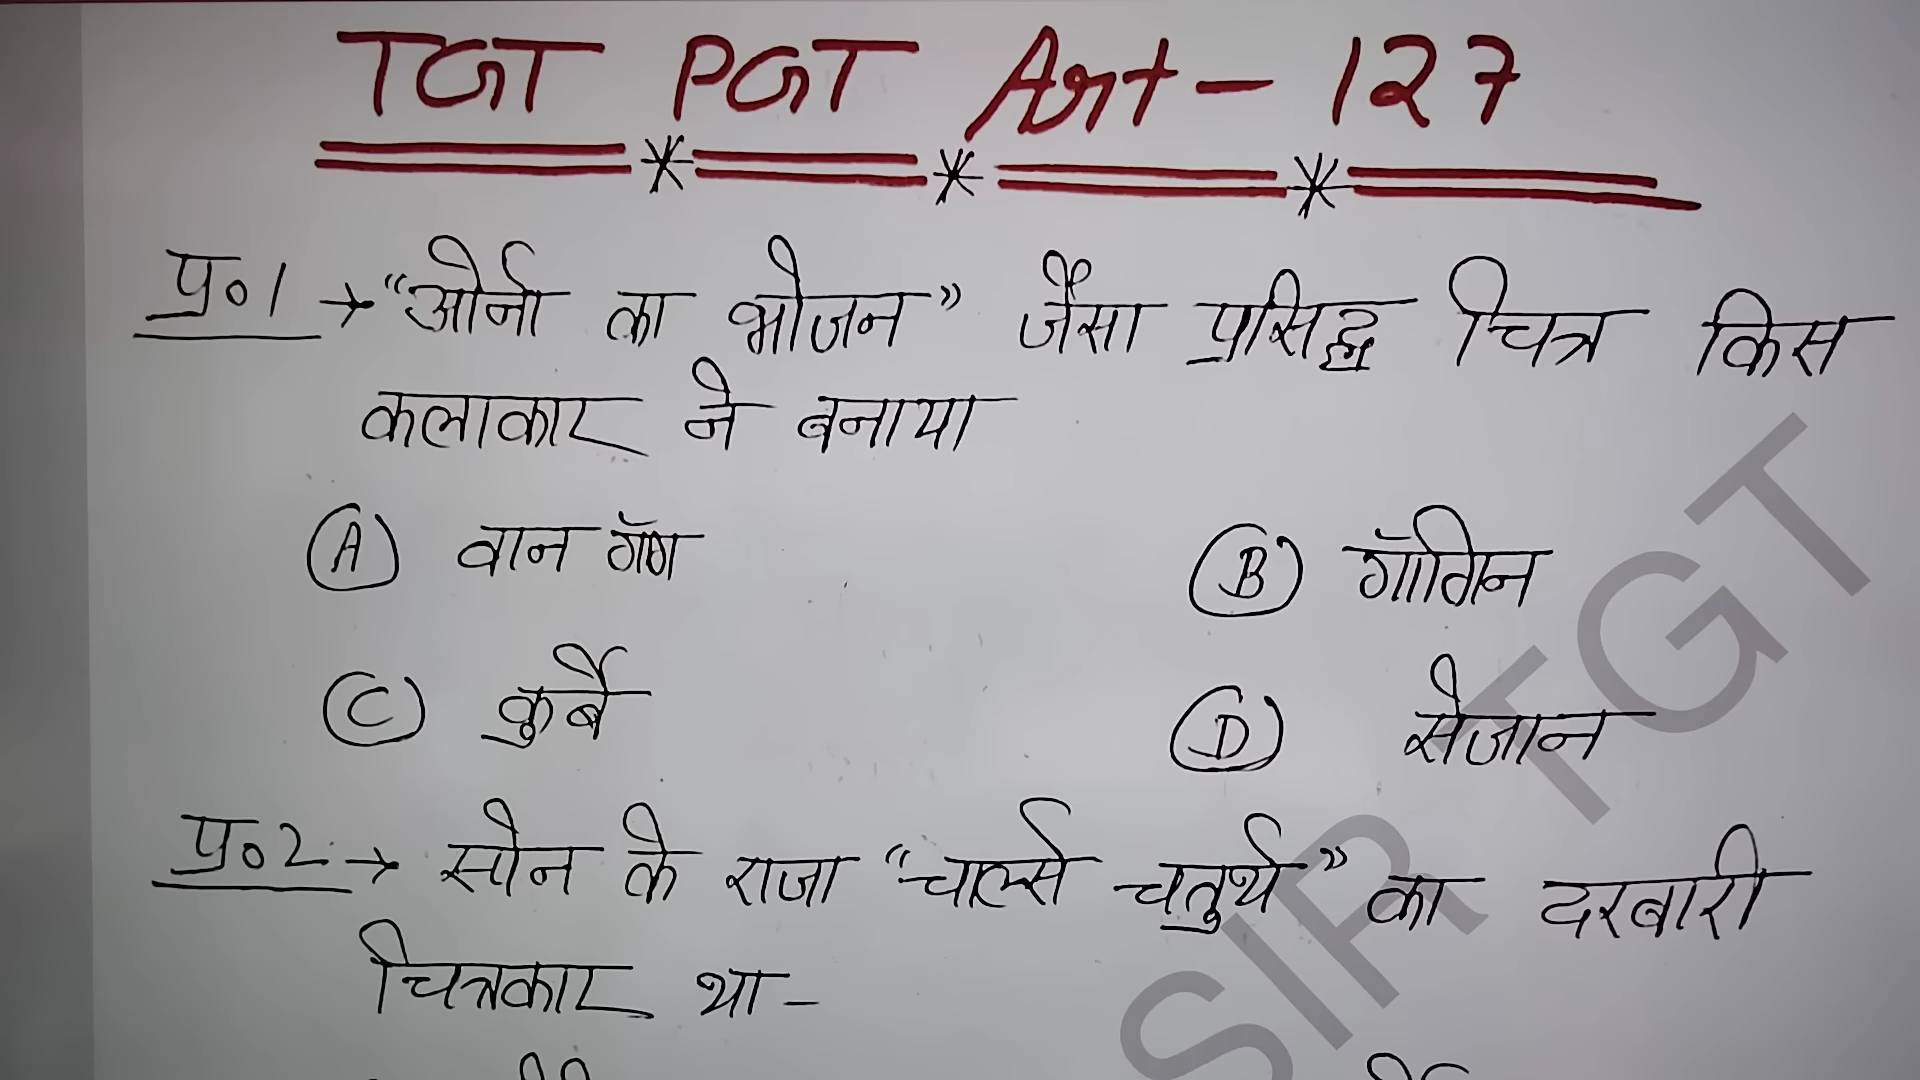 TGT PGT Art - 127
प्र०1 → "ओर्ना का भोजन" जैसा प्रसिद्ध चित्र किस
कलाकार ने बनाया
(A) वान गॅग
(B) गॉगिन
(C) कुर्बे
(D) सेजान
प्र०2 → स्पेन के राजा "चार्ल्स चतुर्थ" का दरबारी
चित्रकार था -
SIR TGT